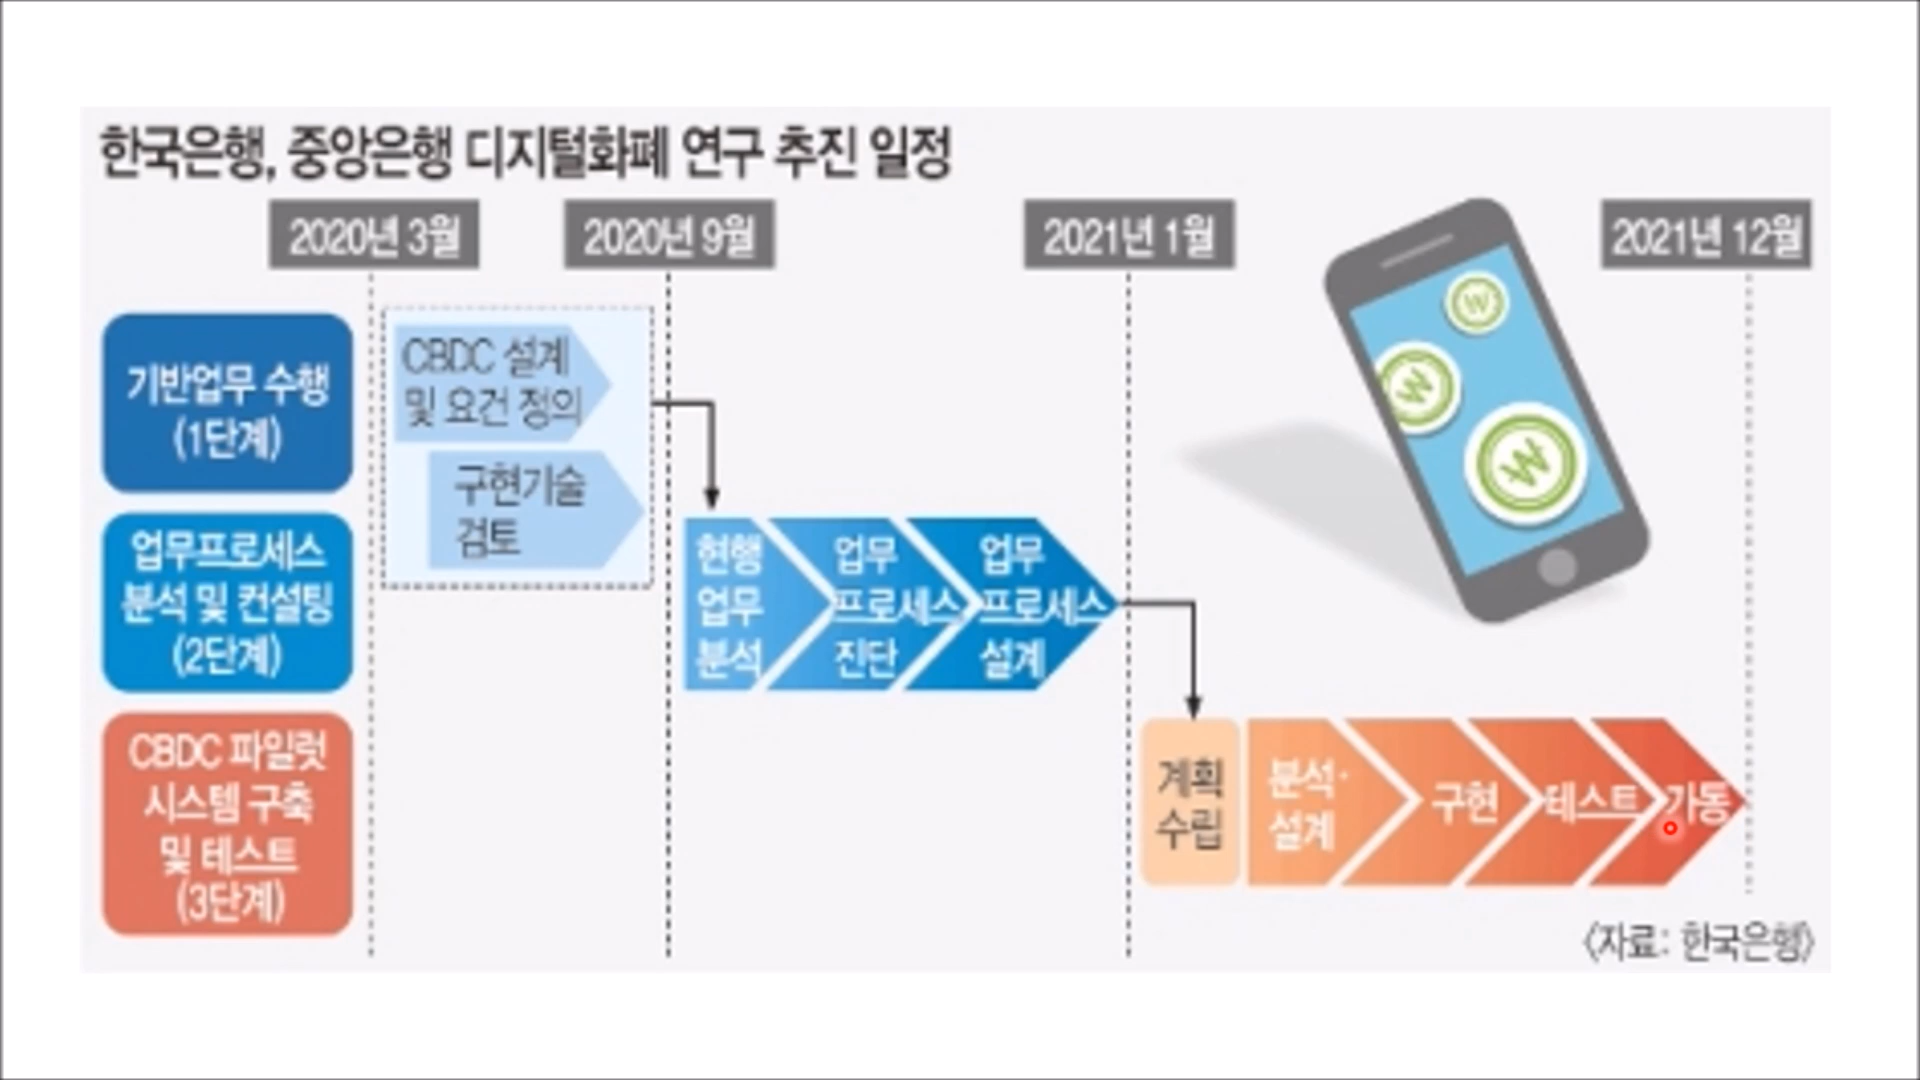 한국은행, 중앙은행 디지털화폐 연구 추진 일정
2020년 3월
2020년 9월
2021년 1월
2021년 12월
기반업무 수행
(1단계)
CBDC 설계
및 요건 정의
구현기술
검토
업무프로세스
분석 및 컨설팅
(2단계)
현행
업무
분석
업무
프로세스
진단
업무
프로세스
설계
CBDC 파일럿
시스템 구축
및 테스트
(3단계)
계획
수립
분석·
설계
구현
테스트
가동
〈자료: 한국은행〉